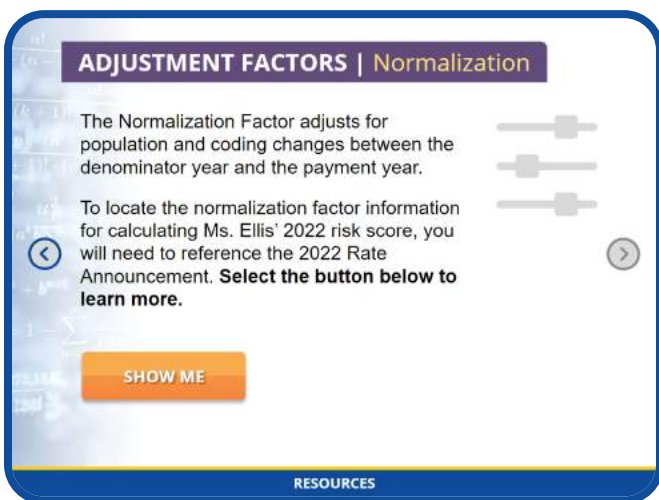 ADJUSTMENT FACTORS | Normalization
The Normalization Factor adjusts for
population and coding changes between the
denominator year and the payment year.
To locate the normalization factor information
for calculating Ms. Ellis’ 2022 risk score, you
will need to reference the 2022 Rate
Announcement. Select the button below to
learn more.
SHOW ME
RESOURCES